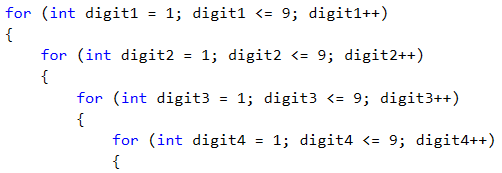 for (int digit1 = 1; digit1 <= 9; digit1++)
{
for (int digit2 = 1; digit2 <= 9; digit2++)
{
for (int digit3 = 1; digit3 <= 9; digit3++)
{
for (int digit4 = 1; digit4 <= 9; digit4++)
{